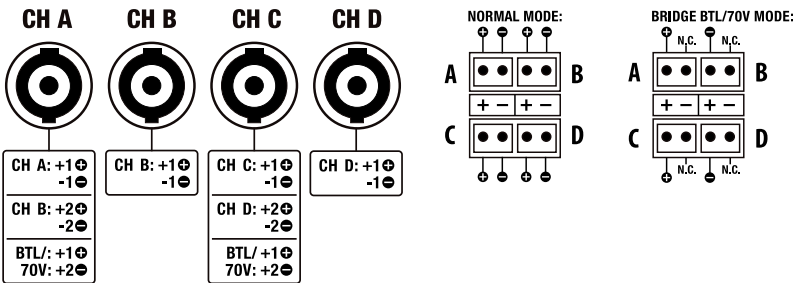 CH A CH B CH C CH D
CH A: +1⊕
-1⊖
CH B: +2⊕
-2⊖
BTL/: +1⊕
70V: +2⊖
CH B: +1⊕
-1⊖
CH C: +1⊕
-1⊖
CH D: +2⊕
-2⊖
BTL/ +1⊕
70V: +2⊖
CH D: +1⊕
-1⊖
NORMAL MODE:
⊕ ⊖ ⊕ ⊖
A B
+ − + −
C D
⊕ ⊖ ⊕ ⊖
BRIDGE BTL/70V MODE:
⊕ N.C. ⊖ N.C.
A B
+ − + −
C D
⊕ N.C. ⊖ N.C.